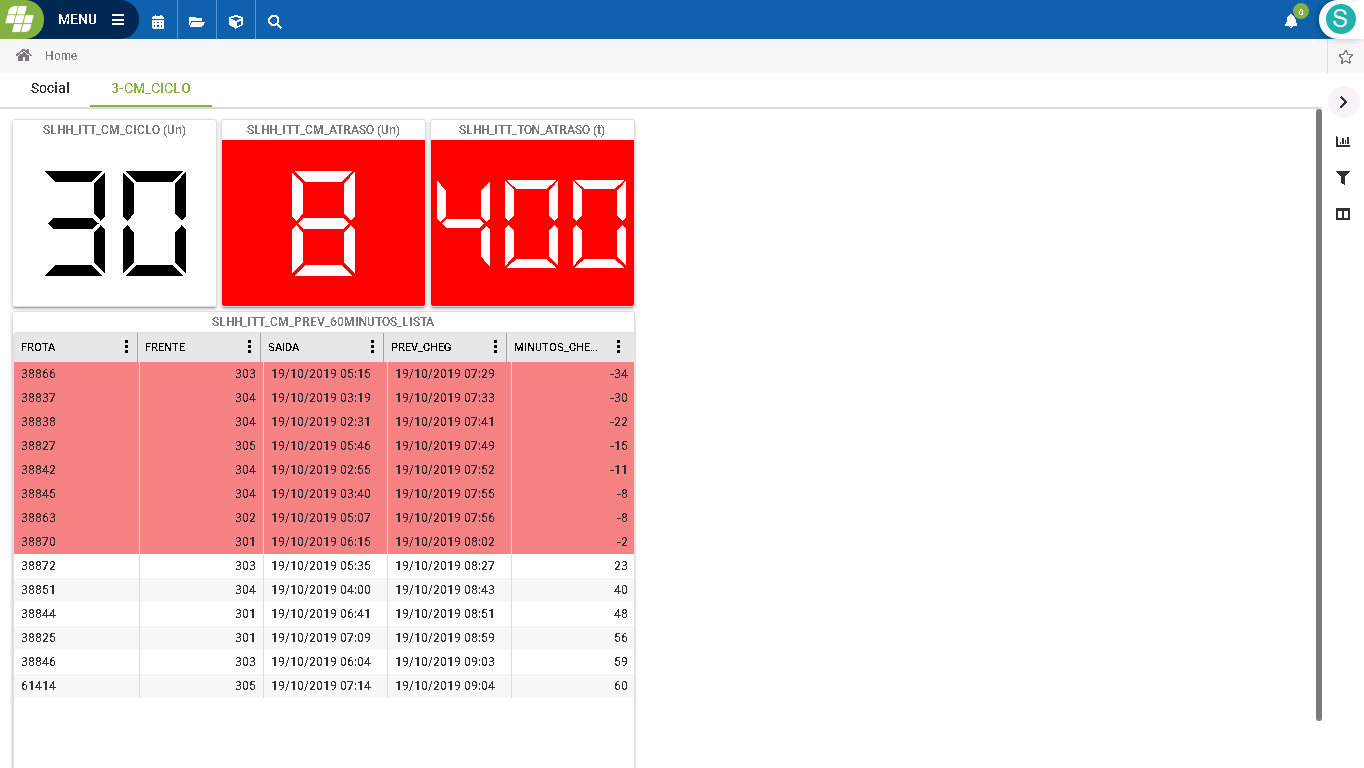 MENU
0
S
Home
Social 3-CM_CICLO
SLHH_ITT_CM_CICLO (Un) SLHH_ITT_CM_ATRASO (Un) SLHH_ITT_TON_ATRASO (t)
30 8 400
SLHH_ITT_CM_PREV_60MINUTOS_LISTA
FROTA FRENTE SAIDA PREV_CHEG MINUTOS_CHE...
38866 303 19/10/2019 05:15 19/10/2019 07:29 -34
38837 304 19/10/2019 03:19 19/10/2019 07:33 -30
38838 304 19/10/2019 02:31 19/10/2019 07:41 -22
38827 305 19/10/2019 05:46 19/10/2019 07:49 -15
38842 304 19/10/2019 02:55 19/10/2019 07:52 -11
38845 304 19/10/2019 03:40 19/10/2019 07:55 -8
38863 302 19/10/2019 05:07 19/10/2019 07:56 -8
38870 301 19/10/2019 06:15 19/10/2019 08:02 -2
38872 303 19/10/2019 05:35 19/10/2019 08:27 23
38851 304 19/10/2019 04:00 19/10/2019 08:43 40
38844 301 19/10/2019 06:41 19/10/2019 08:51 48
38825 301 19/10/2019 07:09 19/10/2019 08:59 56
38846 303 19/10/2019 06:04 19/10/2019 09:03 59
61414 305 19/10/2019 07:14 19/10/2019 09:04 60